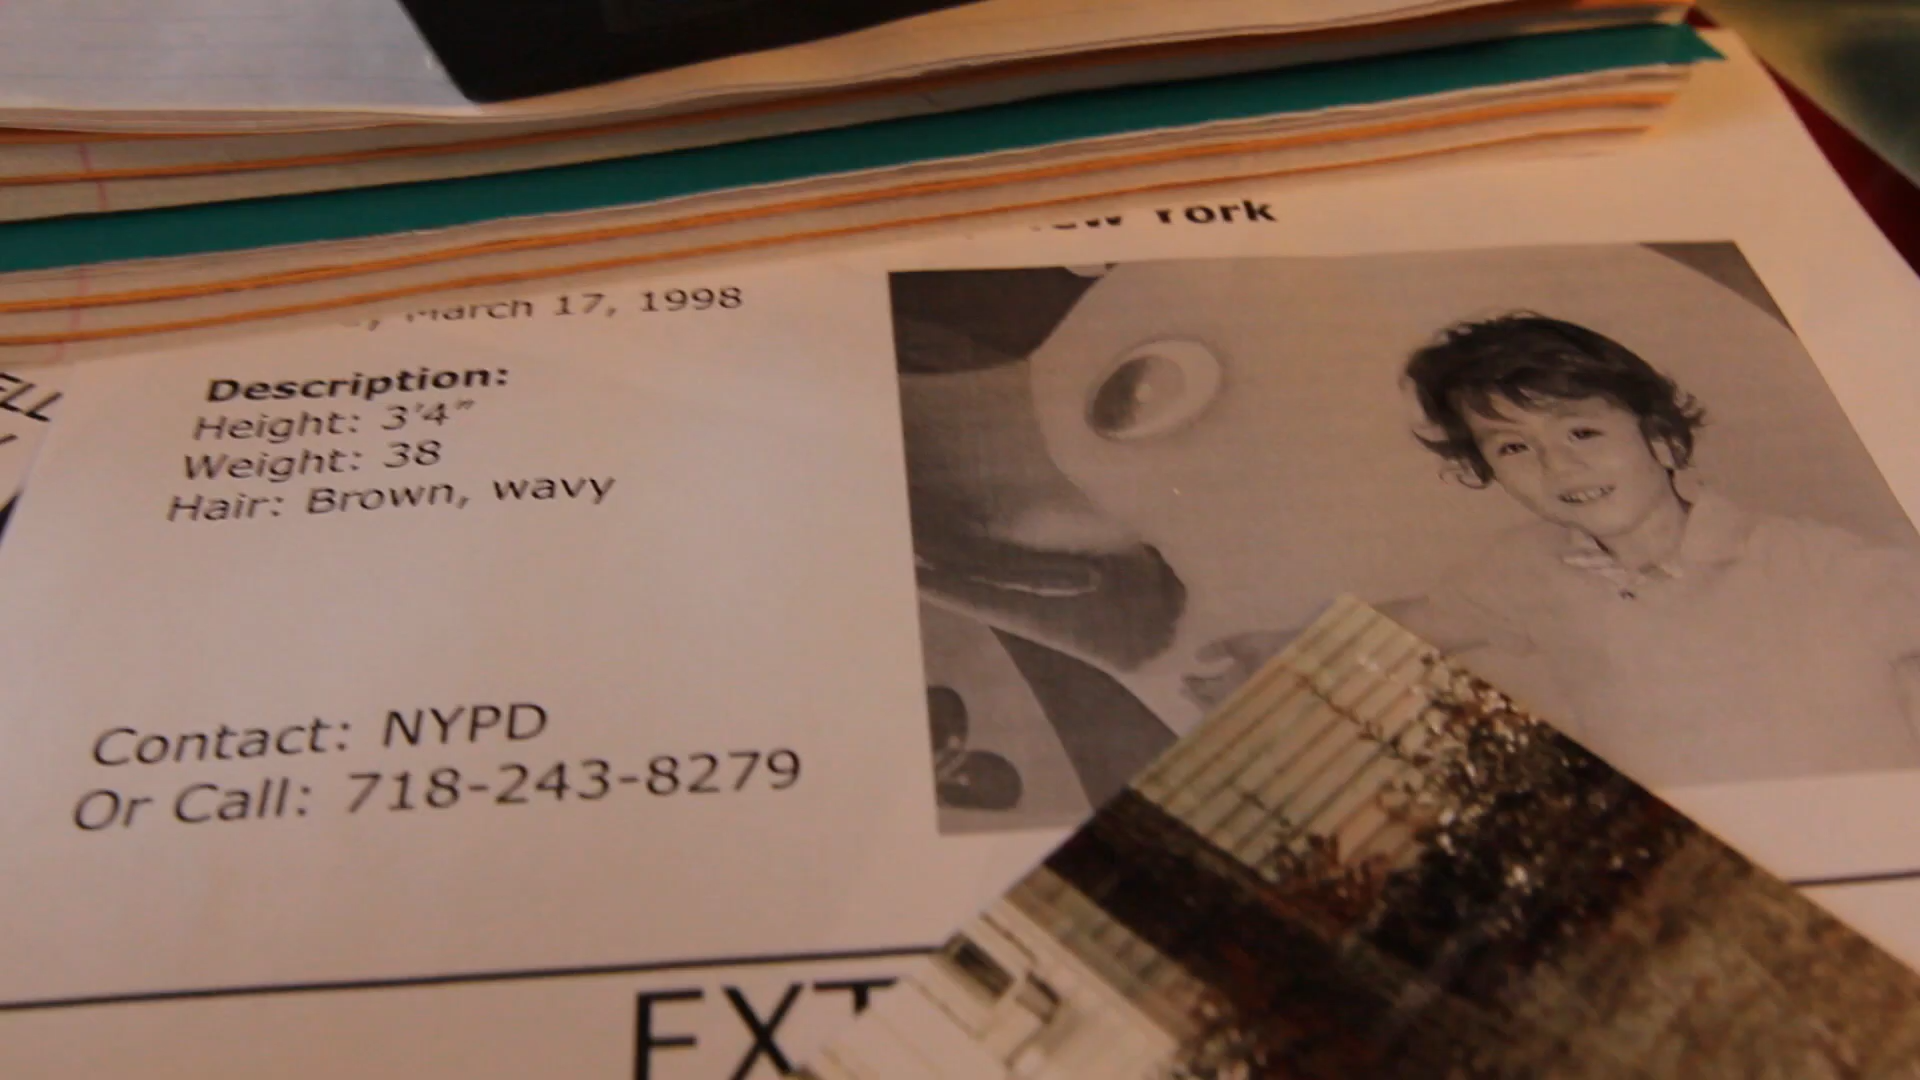 York
March 17, 1998
Description:
Height: 3'4"
Weight: 38
Hair: Brown, wavy
Contact: NYPD
Or Call: 718-243-8279
EXT
ELL